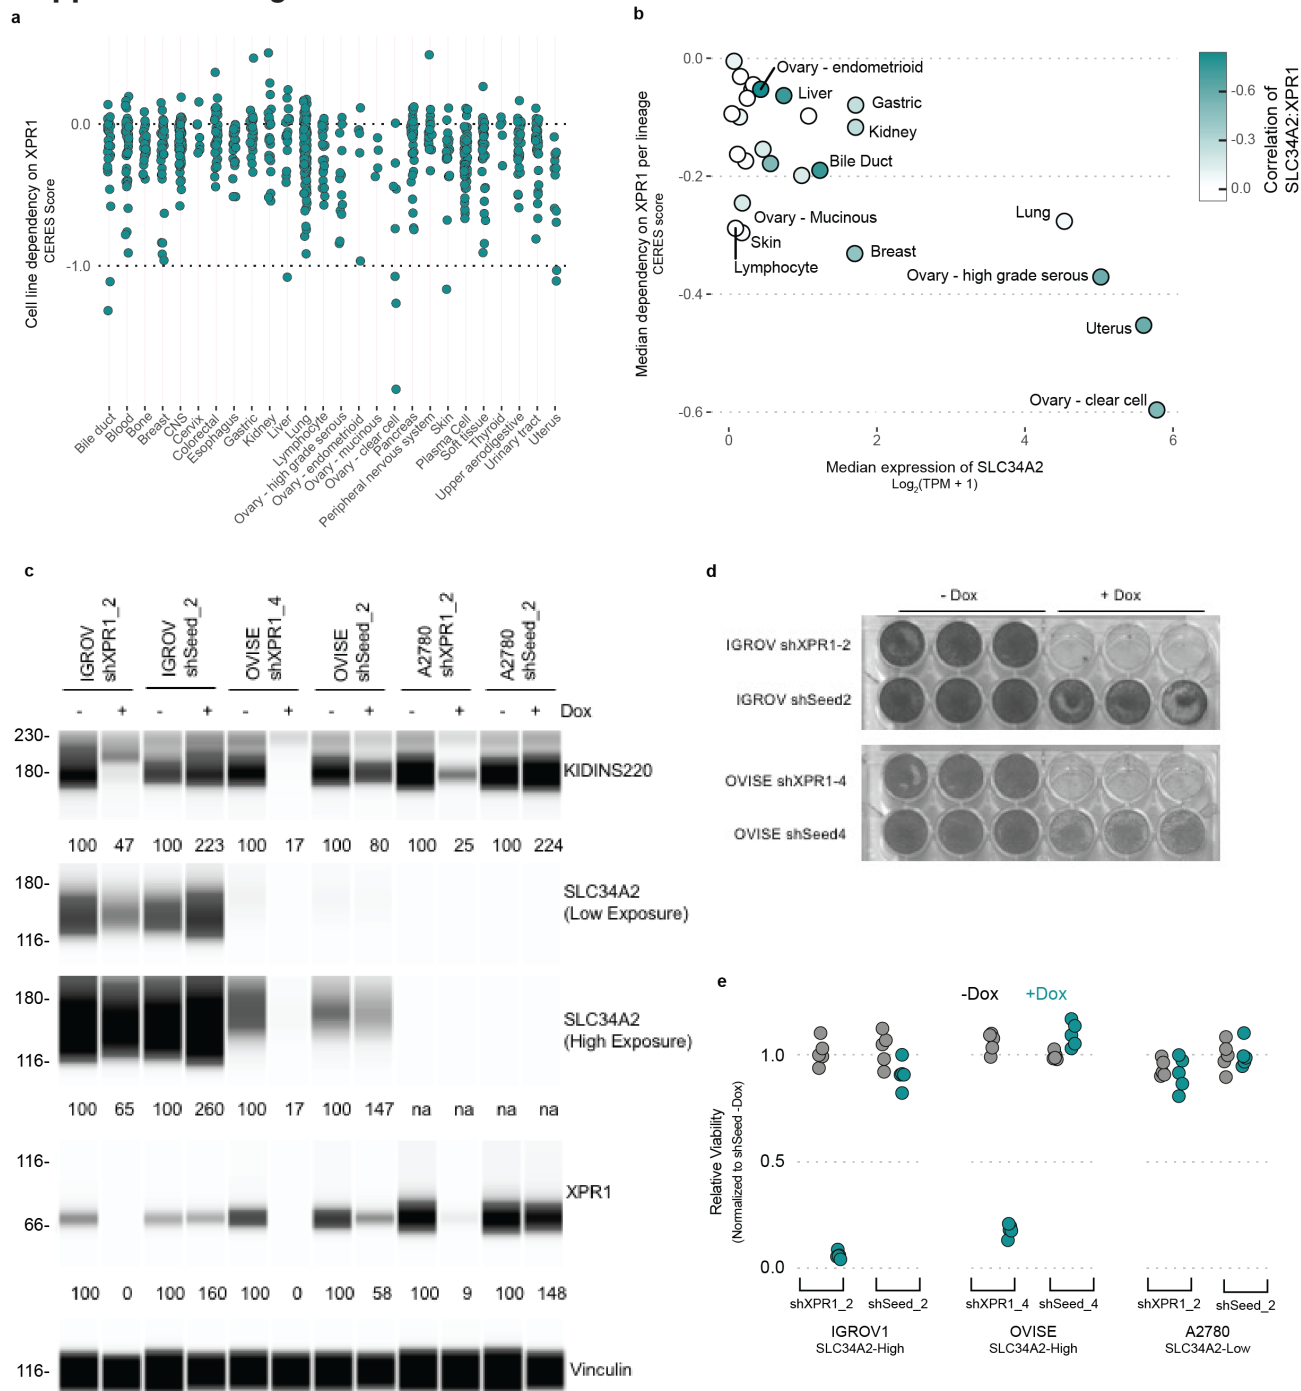 a
0.0
-1.0
Cell line dependency on XPR1
CERES Score
Bile duct
Blood
Bone
Breast
CNS
Cervix
Colorectal
Esophagus
Gastric
Kidney
Liver
Lung
Lymphocyte
Ovary - high grade serous
Ovary - endometrioid
Ovary - mucinous
Ovary - clear cell
Pancreas
Peripheral nervous system
Skin
Plasma Cell
Soft tissue
Thyroid
Upper aerodigestive
Urinary tract
Uterus
b
0.0
-0.2
-0.4
-0.6
Median dependency on XPR1 per lineage
CERES score
Ovary - endometrioid
Liver
Gastric
Kidney
Bile Duct
Ovary - Mucinous
Skin
Lymphocyte
Breast
Lung
Ovary - high grade serous
Uterus
Ovary - clear cell
0 2 4 6
Median expression of SLC34A2
Log2(TPM + 1)
-0.6
-0.3
0.0
Correlation of
SLC34A2:XPR1
c
IGROV
shXPR1_2
IGROV
shSeed_2
OVISE
shXPR1_4
OVISE
shSeed_2
A2780
shXPR1_2
A2780
shSeed_2
- + - + - + - + - + - + Dox
230-
180-
KIDINS220
100 47 100 223 100 17 100 80 100 25 100 224
180-
116-
SLC34A2
(Low Exposure)
180-
116-
SLC34A2
(High Exposure)
100 65 100 260 100 17 100 147 na na na na
116-
66-
XPR1
100 0 100 160 100 0 100 58 100 9 100 148
116-
Vinculin
d
- Dox + Dox
IGROV shXPR1-2
IGROV shSeed2
OVISE shXPR1-4
OVISE shSeed4
e
-Dox +Dox
1.0
0.5
0.0
Relative Viability
(Normalized to shSeed -Dox)
shXPR1_2 shSeed_2 shXPR1_4 shSeed_4 shXPR1_2 shSeed_2
IGROV1 OVISE A2780
SLC34A2-High SLC34A2-High SLC34A2-Low